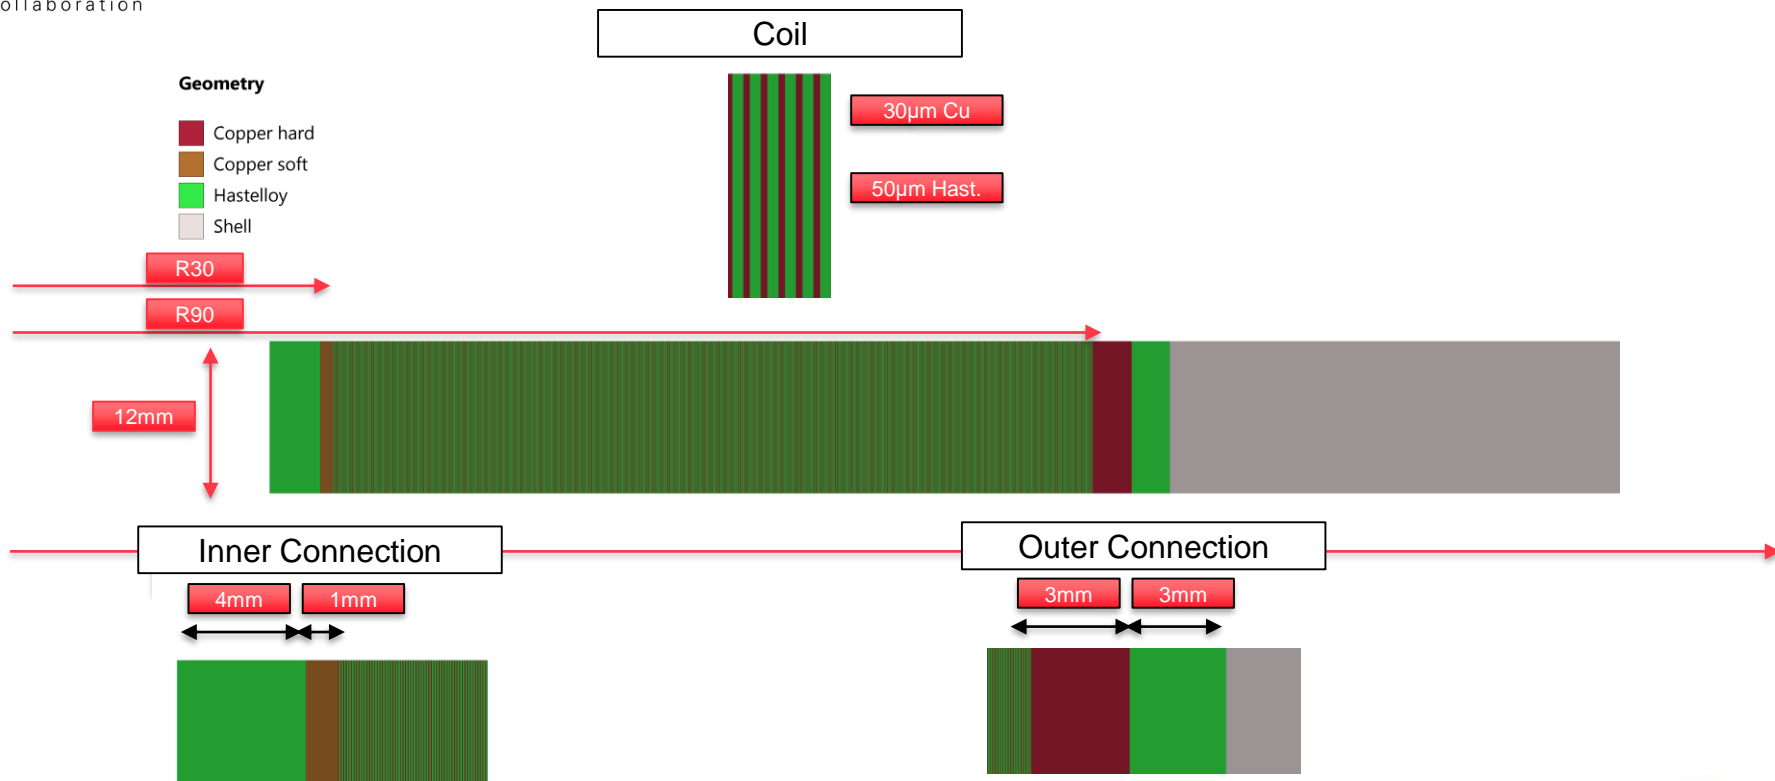 ollaboration
Coil
Geometry
Copper hard
Copper soft
Hastelloy
Shell
30µm Cu
50µm Hast.
R30
R90
12mm
Inner Connection
Outer Connection
4mm
1mm
3mm
3mm